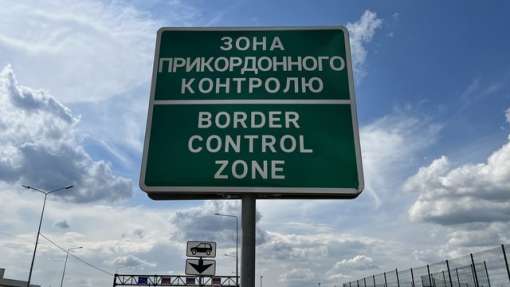 ЗОНА
ПРИКОРДОННОГО
КОНТРОЛЮ
BORDER
CONTROL
ZONE